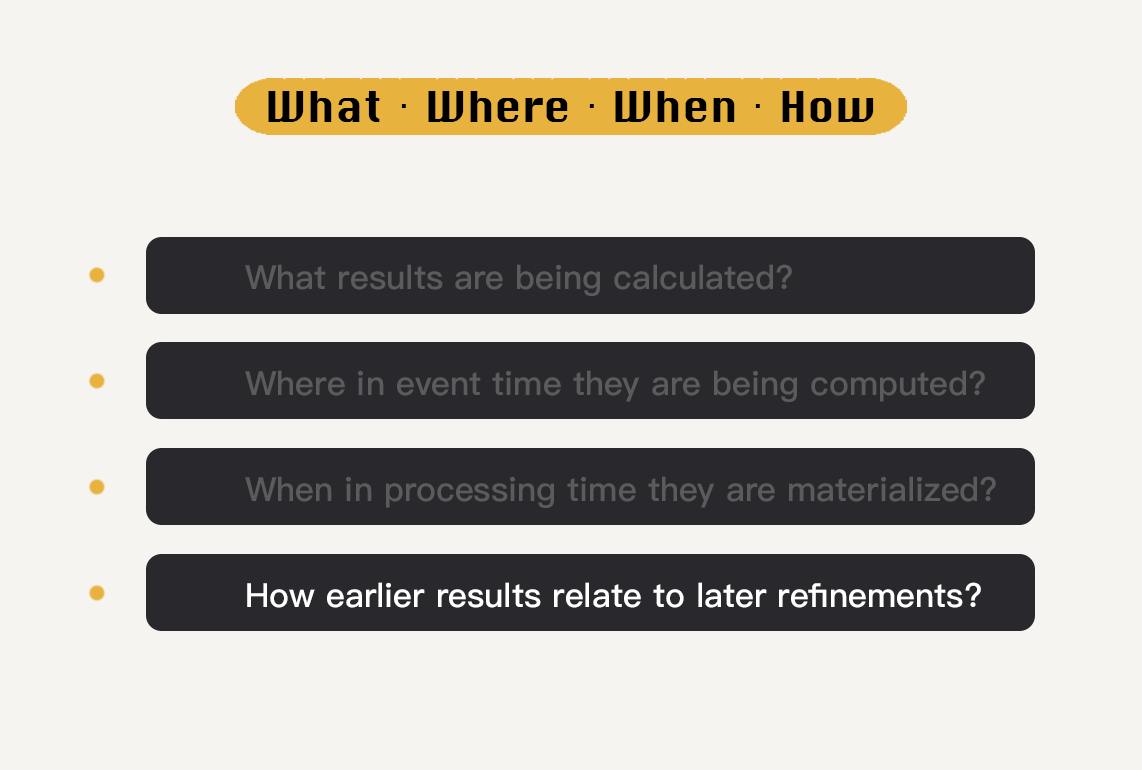 What · Where · When · How
What results are being calculated?
Where in event time they are being computed?
When in processing time they are materialized?
How earlier results relate to later refinements?